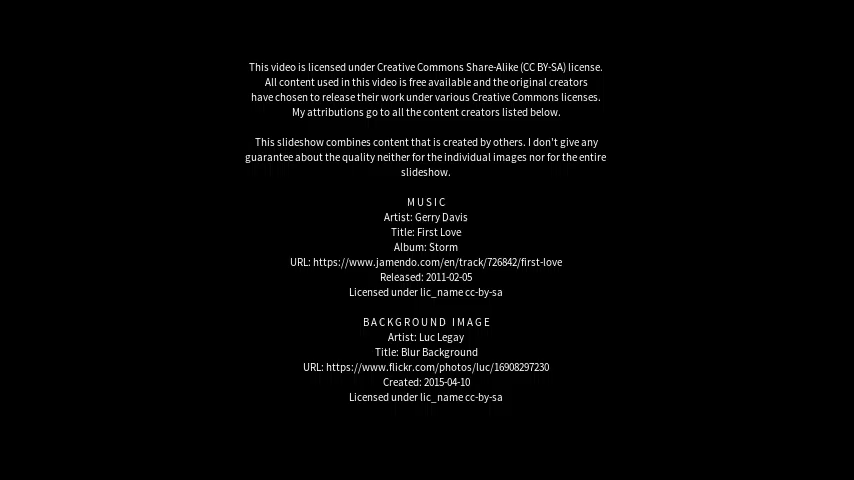 This video is licensed under Creative Commons Share-Alike (CC BY-SA) license.
All content used in this video is free available and the original creators
have chosen to release their work under various Creative Commons licenses.
My attributions go to all the content creators listed below.
This slideshow combines content that is created by others. I don't give any
guarantee about the quality neither for the individual images nor for the entire
slideshow.
MUSIC
Artist: Gerry Davis
Title: First Love
Album: Storm
URL: https://www.jamendo.com/en/track/726842/first-love
Released: 2011-02-05
Licensed under lic_name cc-by-sa
BACKGROUND IMAGE
Artist: Luc Legay
Title: Blur Background
URL: https://www.flickr.com/photos/luc/16908297230
Created: 2015-04-10
Licensed under lic_name cc-by-sa